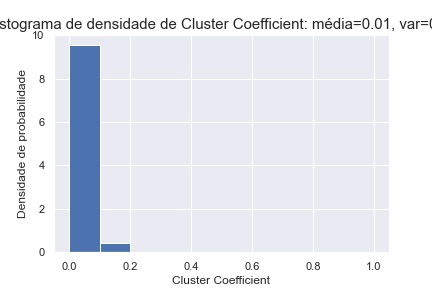 stograma de densidade de Cluster Coefficient: média=0.01, var=0
10
8
6
4
2
0
Densidade de probabilidade
0.0 0.2 0.4 0.6 0.8 1.0
Cluster Coefficient